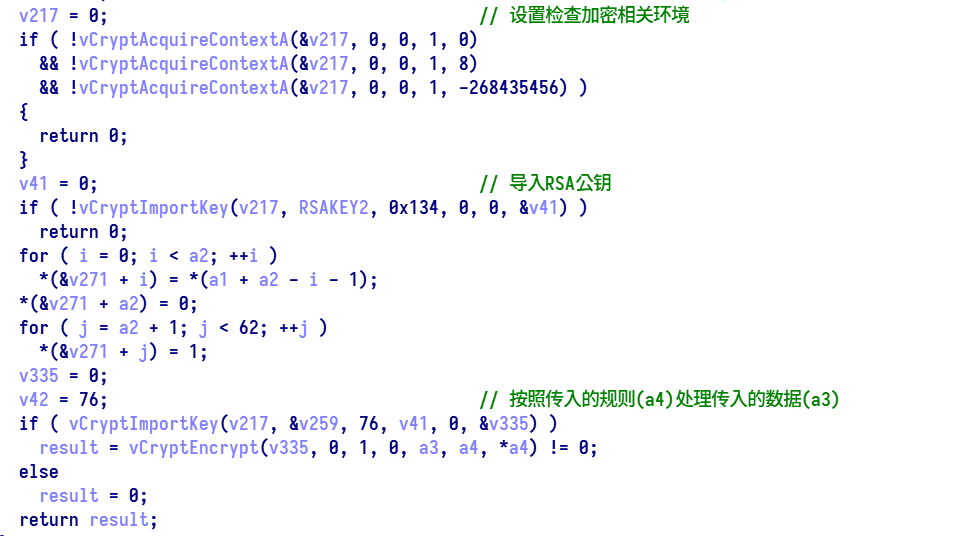 v217 = 0; // 设置检查加密相关环境
if ( !vCryptAcquireContextA(&v217, 0, 0, 1, 0)
&& !vCryptAcquireContextA(&v217, 0, 0, 1, 8)
&& !vCryptAcquireContextA(&v217, 0, 0, 1, -268435456) )
{
return 0;
}
v41 = 0; // 导入RSA公钥
if ( !vCryptImportKey(v217, RSAKEY2, 0x134, 0, 0, &v41) )
return 0;
for ( i = 0; i < a2; ++i )
*(&v271 + i) = *(a1 + a2 - i - 1);
*(&v271 + a2) = 0;
for ( j = a2 + 1; j < 62; ++j )
*(&v271 + j) = 1;
v335 = 0;
v42 = 76; // 按照传入的规则(a4)处理传入的数据(a3)
if ( vCryptImportKey(v217, &v259, 76, v41, 0, &v335) )
result = vCryptEncrypt(v335, 0, 1, 0, a3, a4, *a4) != 0;
else
result = 0;
return result;